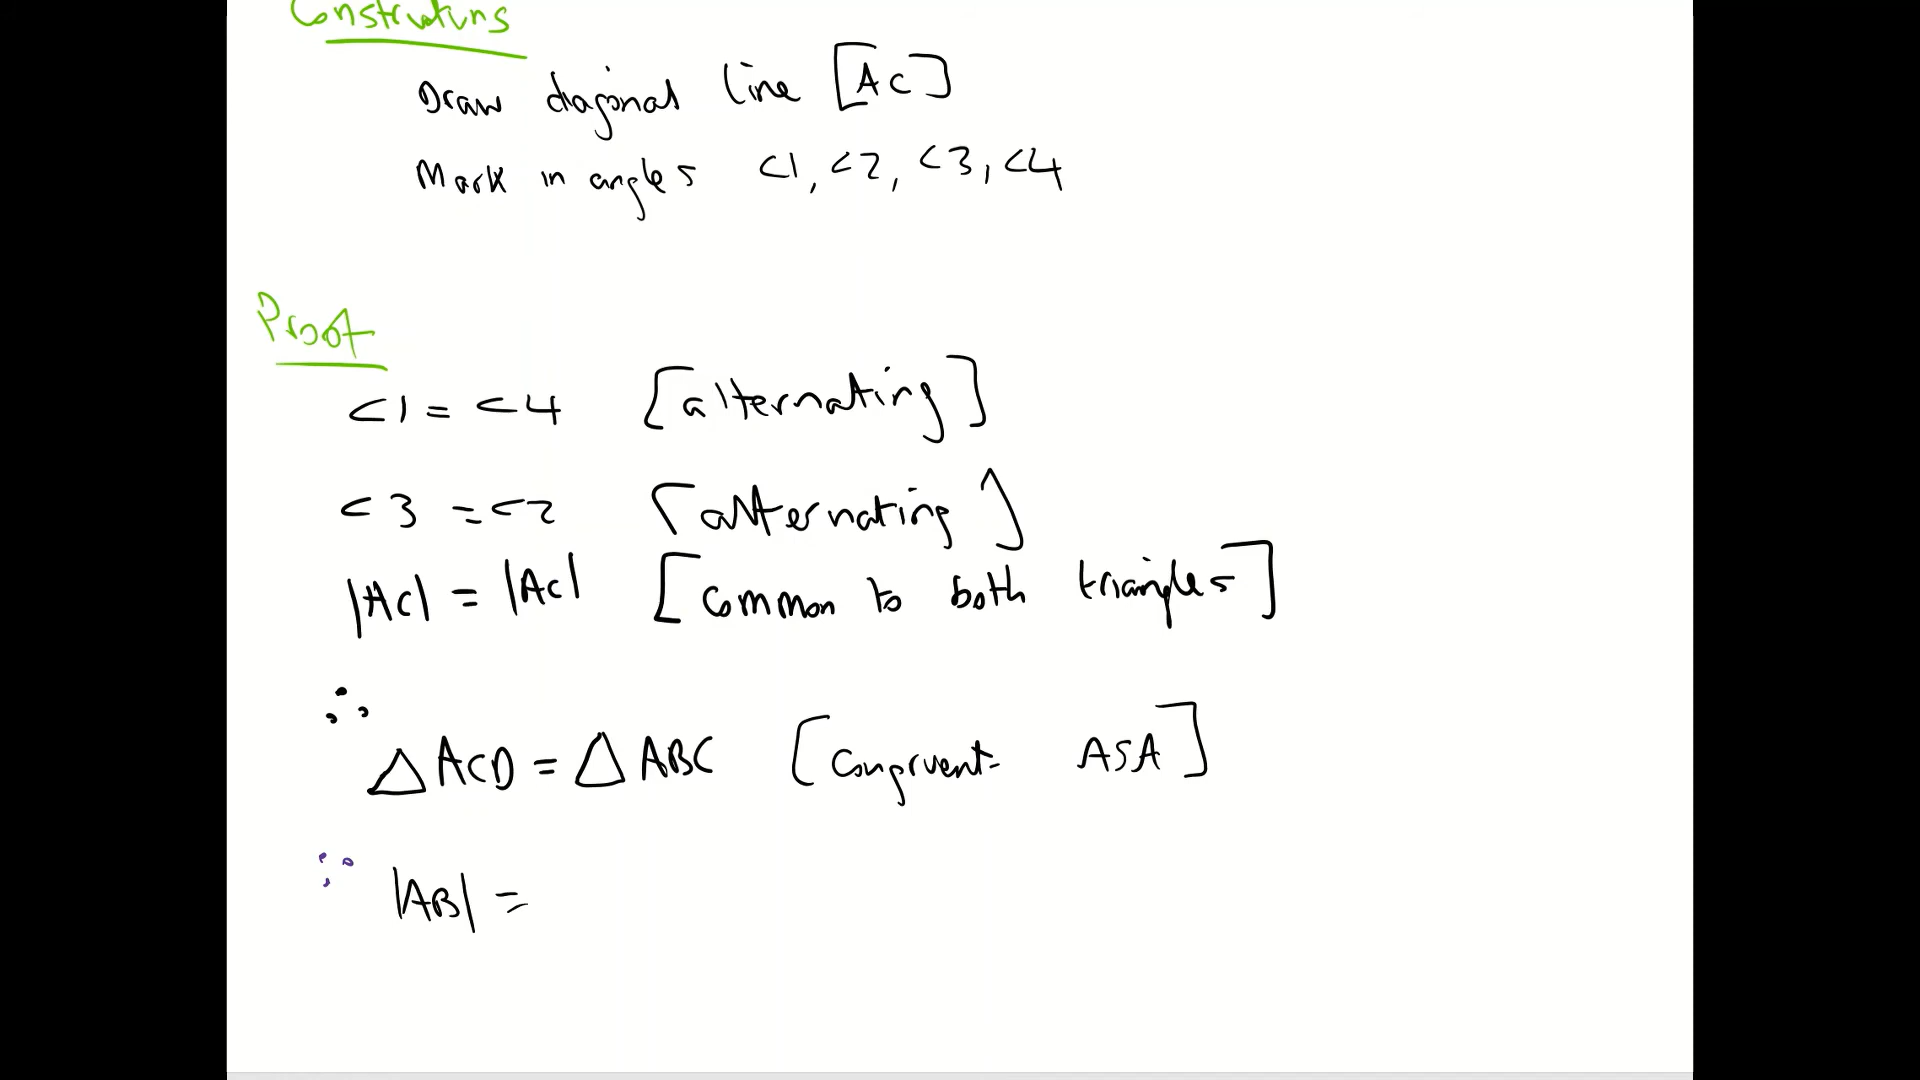 Constructions
Draw diagonal line [AC]
Mark in angles <1, <2, <3, <4
Proof
<1 = <4 [alternating]
<3 = <2 [alternating]
|AC| = |AC| [Common to both triangles]
∴
△ACD = △ABC [Congruent ASA]
∵ |AB| =